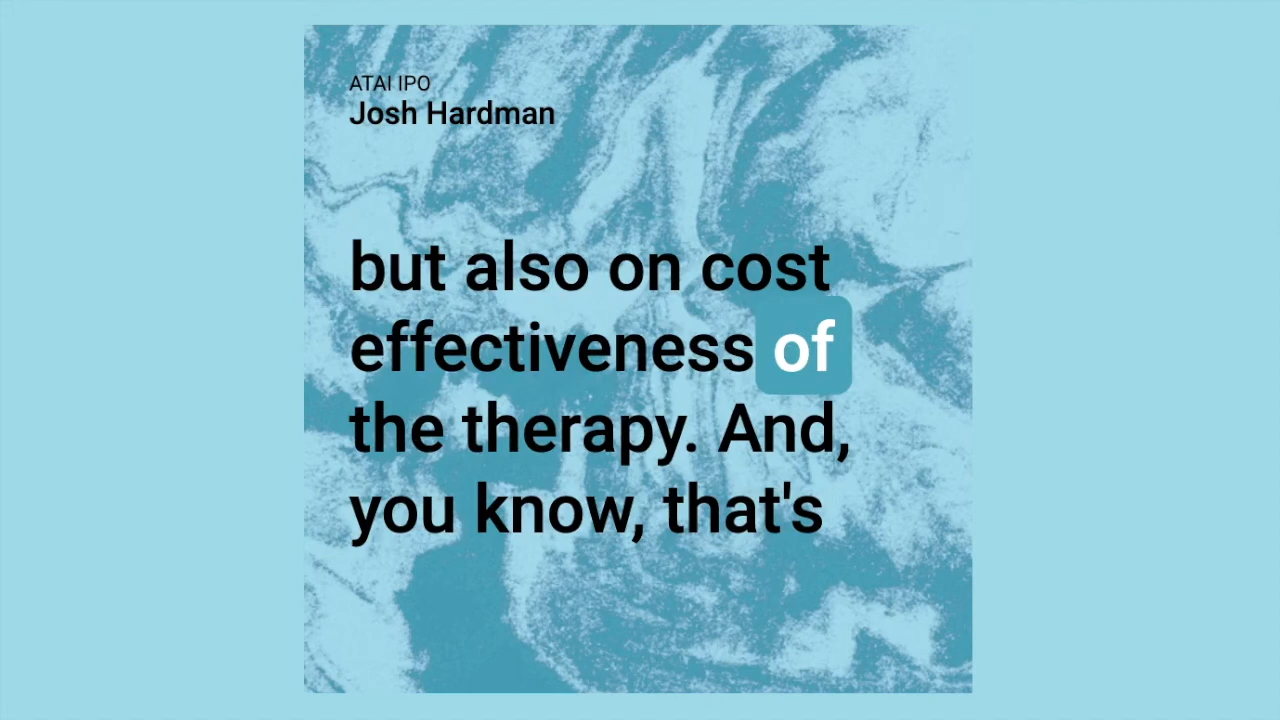 ATAI IPO
Josh Hardman
but also on cost
effectiveness of
the therapy. And,
you know, that's